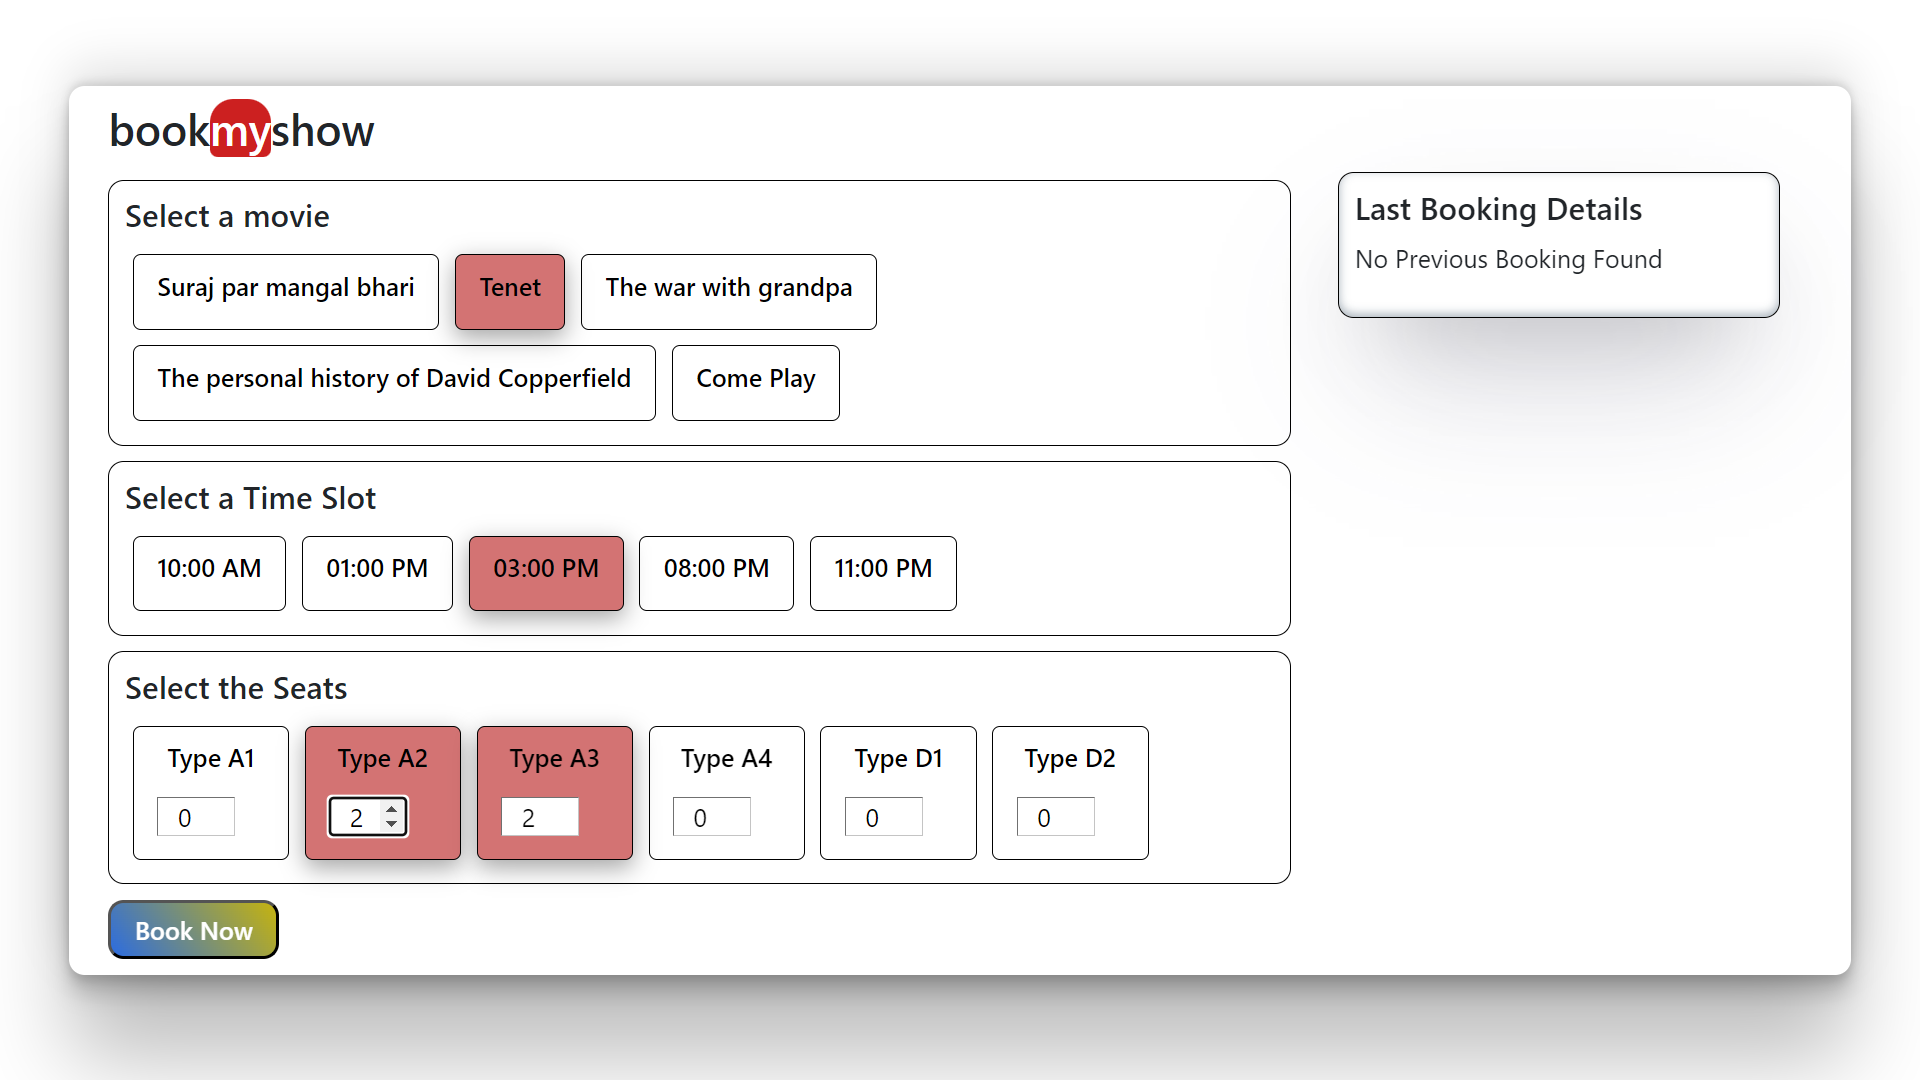 bookmyshow
Select a movie
Suraj par mangal bhari
Tenet
The war with grandpa
The personal history of David Copperfield
Come Play
Select a Time Slot
10:00 AM
01:00 PM
03:00 PM
08:00 PM
11:00 PM
Select the Seats
Type A1
Type A2
Type A3
Type A4
Type D1
Type D2
0
2
2
0
0
0
Book Now
Last Booking Details
No Previous Booking Found